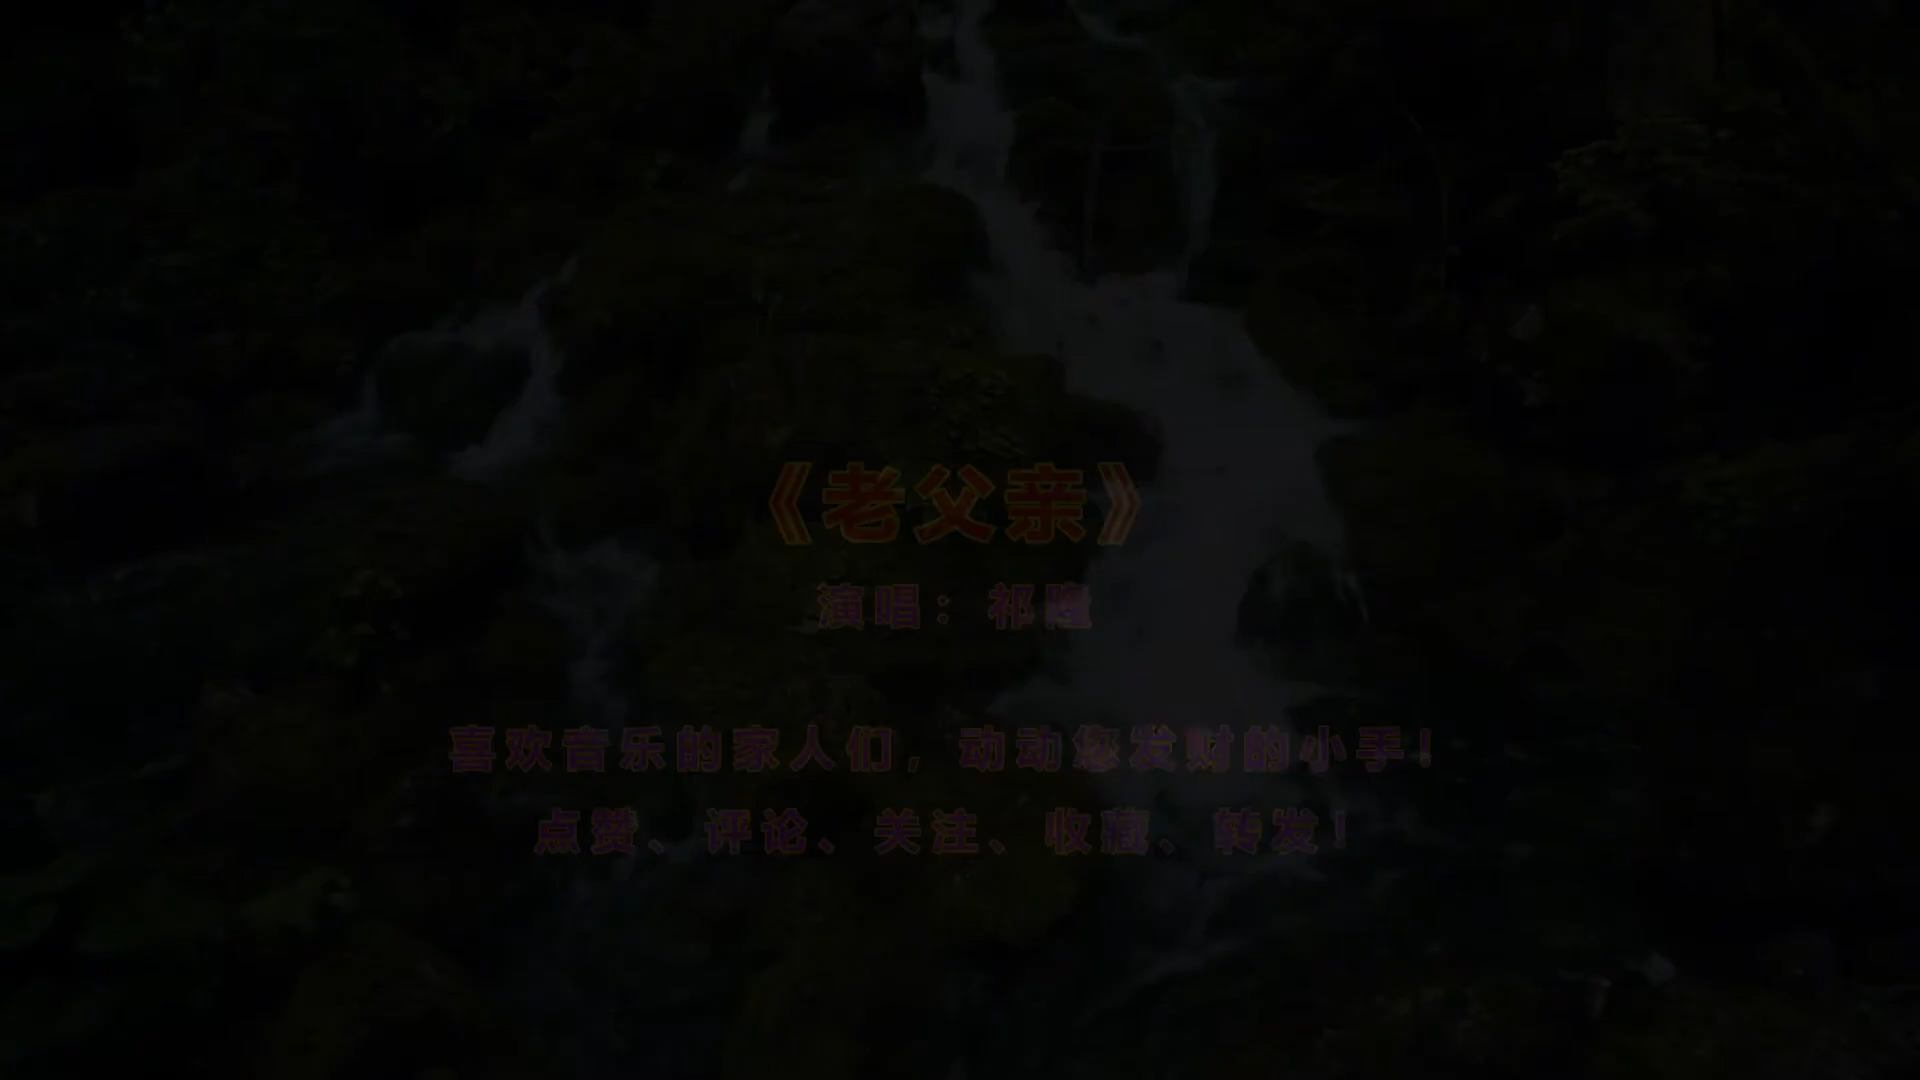 《老父亲》
演唱：祁隆
喜欢音乐的家人们，动动您发财的小手！
点赞、评论、关注、收藏、转发！